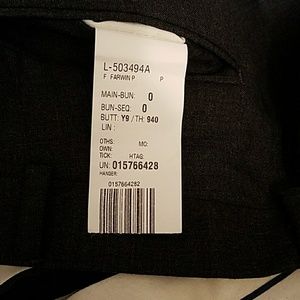 L-503494A
F FARWIN P P
MAIN-BUN: 0
BUN-SEQ: 0
BUTT: Y9 / TH: 940
LIN :
OTHS: MO:
OWN:
TICK: HTAG:
UN: 015766428
HANGER:
0157664282